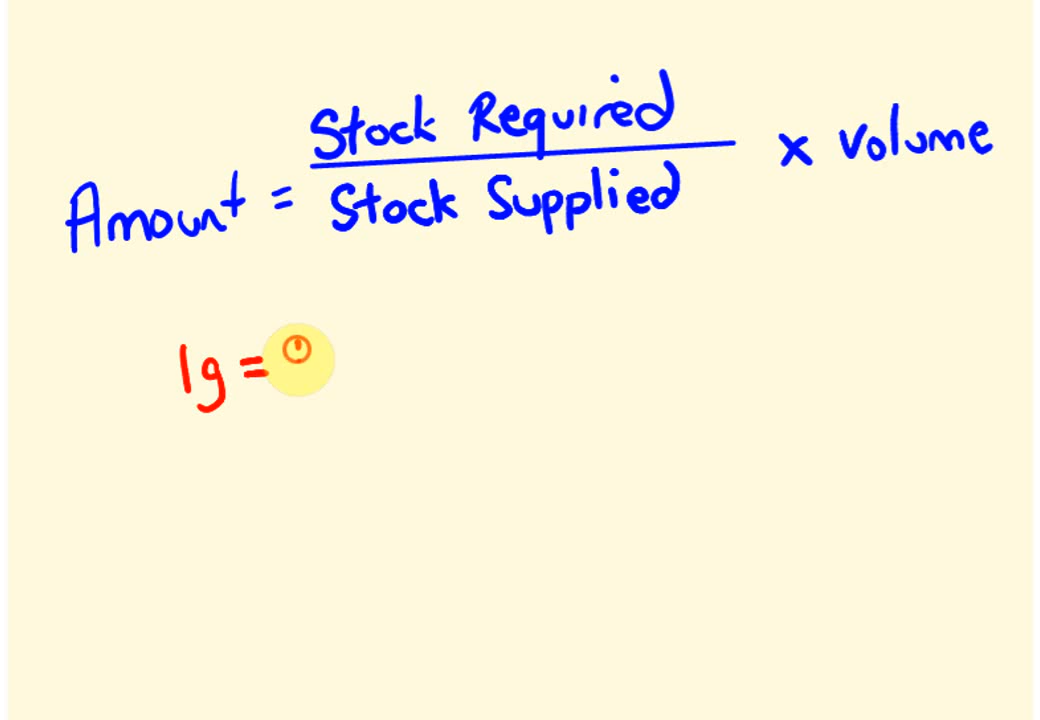 Stock Required
Amount = ─────── x Volume
Stock Supplied
1g =